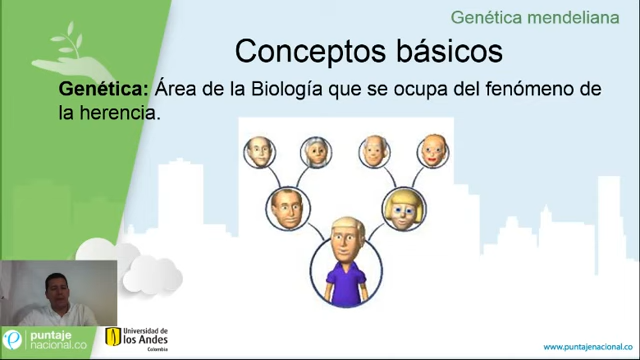 Genética mendeliana
Conceptos básicos
Genética: Área de la Biología que se ocupa del fenómeno de
la herencia.
puntaje
nacional.co
Universidad de
los Andes
Colombia
www.puntajenacional.co